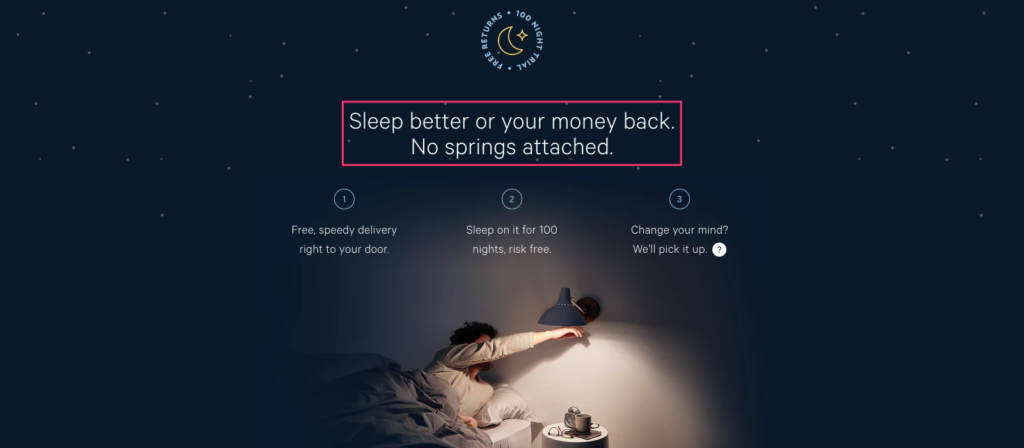 FREE RETURNS • 100 NIGHT TRIAL •
Sleep better or your money back.
No springs attached.
1
Free, speedy delivery
right to your door.
2
Sleep on it for 100
nights, risk free.
3
Change your mind?
We'll pick it up. ?